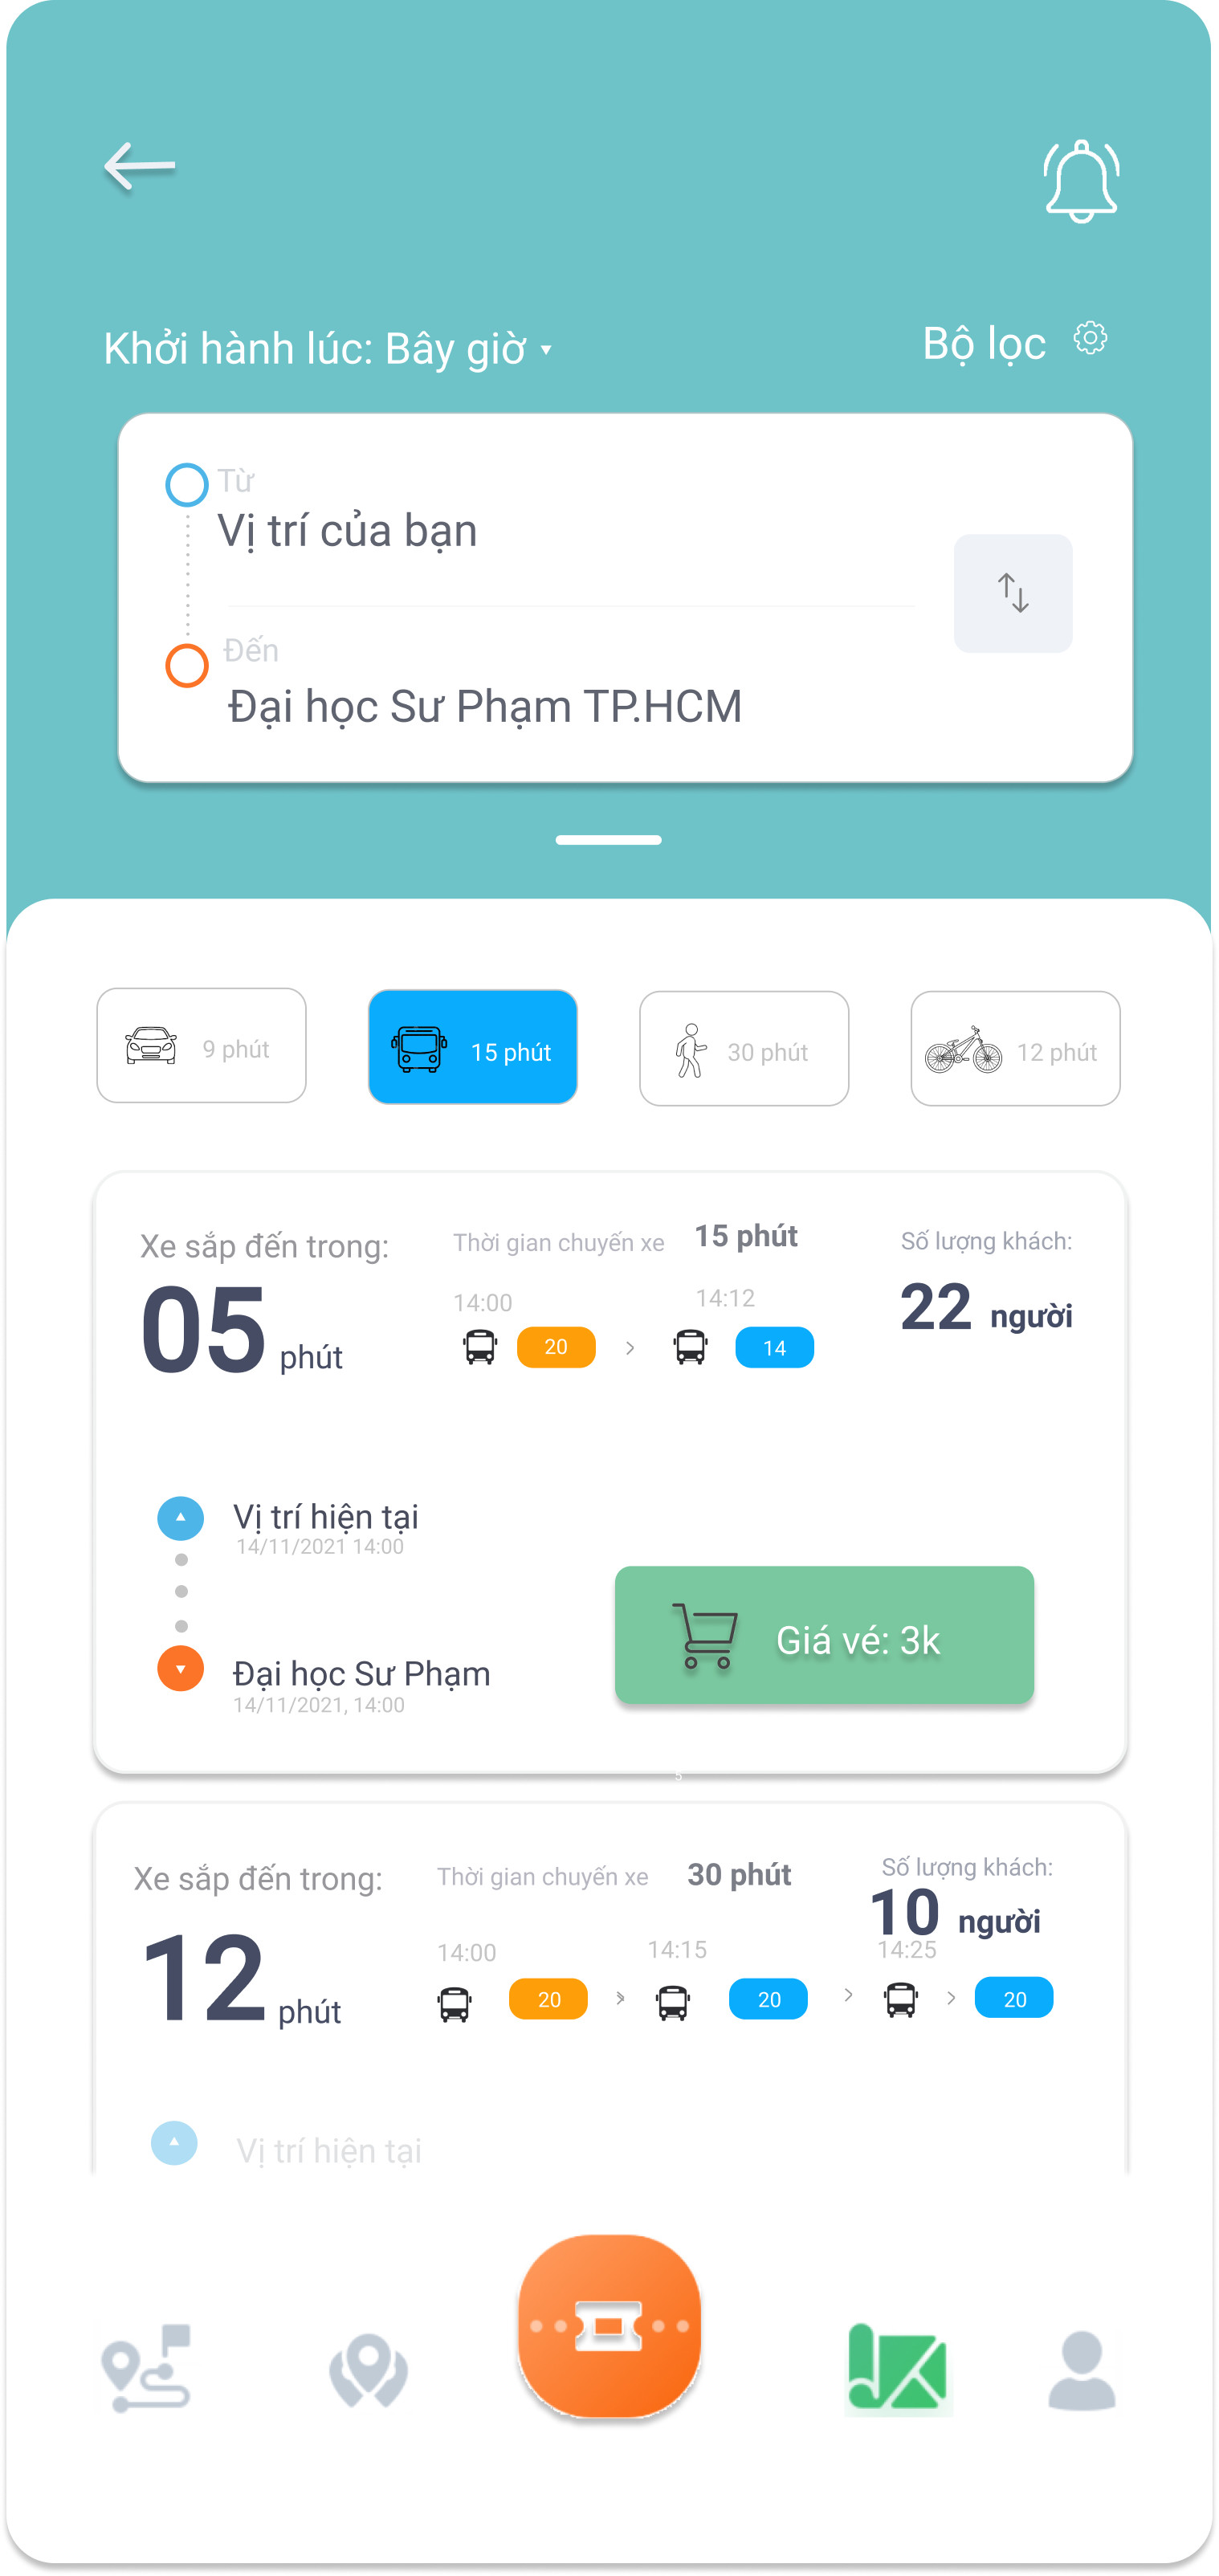 Khởi hành lúc: Bây giờ
Bộ lọc
Từ
Vị trí của bạn
Đến
Đại học Sư Phạm TP.HCM
9 phút
15 phút
30 phút
12 phút
Xe sắp đến trong:
05 phút
Thời gian chuyến xe 15 phút
14:00
14:12
20
14
Số lượng khách:
22 người
Vị trí hiện tại
14/11/2021 14:00
Đại học Sư Phạm
14/11/2021, 14:00
Giá vé: 3k
5
Xe sắp đến trong:
12 phút
Thời gian chuyến xe 30 phút
Số lượng khách:
10 người
14:00
14:15
14:25
20
20
20
Vị trí hiện tại